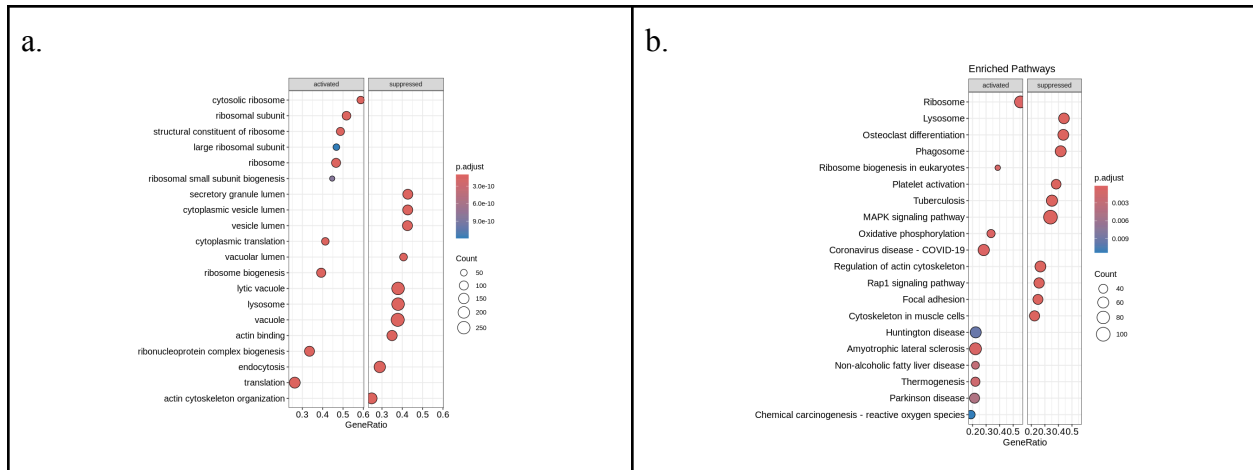 a.
activated suppressed
cytosolic ribosome
ribosomal subunit
structural constituent of ribosome
large ribosomal subunit
ribosome
ribosomal small subunit biogenesis
secretory granule lumen
cytoplasmic vesicle lumen
vesicle lumen
cytoplasmic translation
vacuolar lumen
ribosome biogenesis
lytic vacuole
lysosome
vacuole
actin binding
ribonucleoprotein complex biogenesis
endocytosis
translation
actin cytoskeleton organization
0.3 0.4 0.5 0.6 0.3 0.4 0.5 0.6
GeneRatio
p.adjust
3.0e-10
6.0e-10
9.0e-10
Count
50
100
150
200
250
b.
Enriched Pathways
activated suppressed
Ribosome
Lysosome
Osteoclast differentiation
Phagosome
Ribosome biogenesis in eukaryotes
Platelet activation
Tuberculosis
MAPK signaling pathway
Oxidative phosphorylation
Coronavirus disease - COVID-19
Regulation of actin cytoskeleton
Rap1 signaling pathway
Focal adhesion
Cytoskeleton in muscle cells
Huntington disease
Amyotrophic lateral sclerosis
Non-alcoholic fatty liver disease
Thermogenesis
Parkinson disease
Chemical carcinogenesis - reactive oxygen species
0.20.30.40.5 0.20.30.40.5
GeneRatio
p.adjust
0.003
0.006
0.009
Count
40
60
80
100